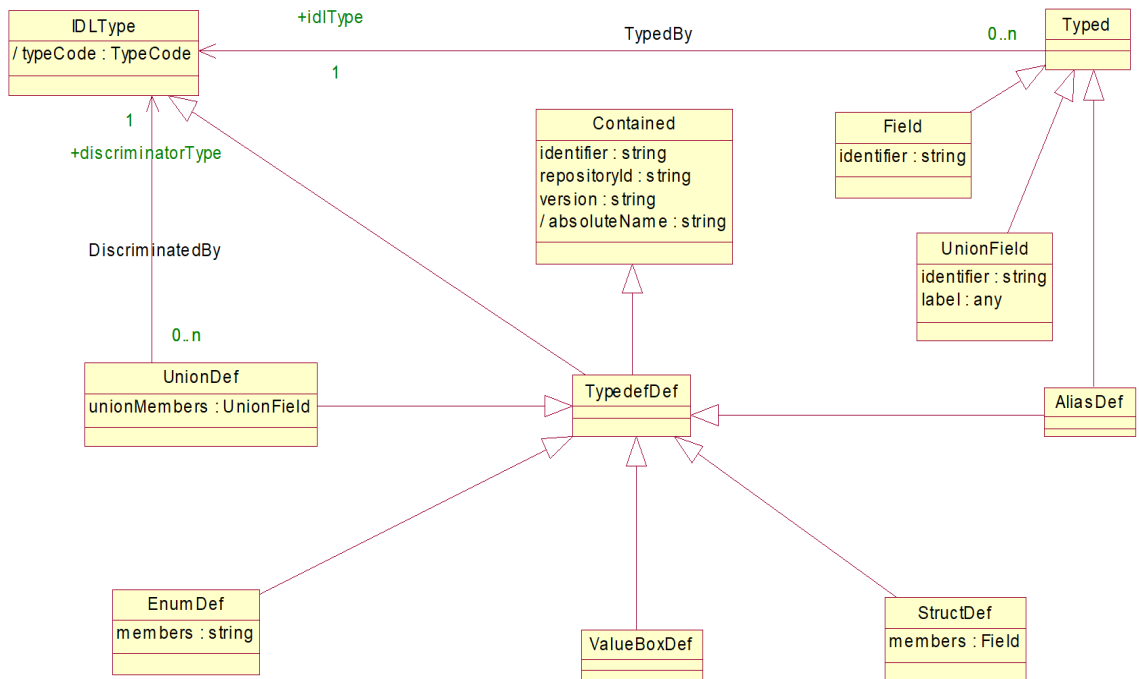 IDLType
/ typeCode : TypeCode
+idlType
TypedBy
0..n
Typed
1
1
+discriminatorType
Contained
identifier : string
repositoryId : string
version : string
/ absoluteName : string
Field
identifier : string
DiscriminatedBy
UnionField
identifier : string
label : any
0..n
UnionDef
unionMembers : UnionField
TypedefDef
AliasDef
EnumDef
members : string
ValueBoxDef
StructDef
members : Field